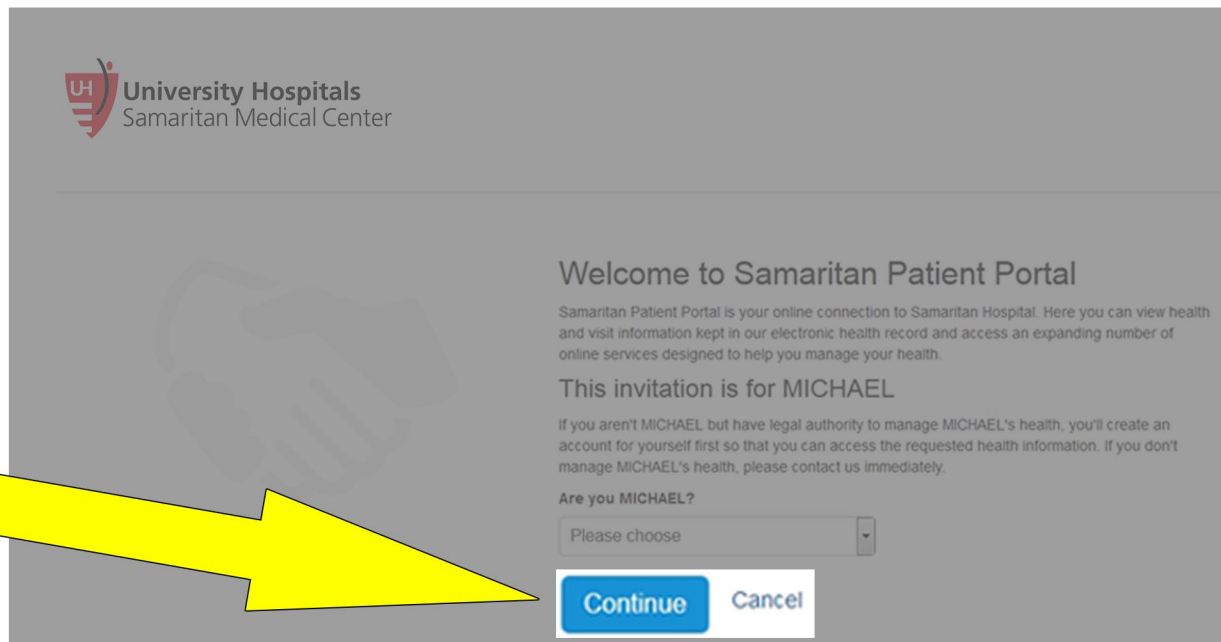 UH
University Hospitals
Samaritan Medical Center
Welcome to Samaritan Patient Portal
Samaritan Patient Portal is your online connection to Samaritan Hospital. Here you can view health
and visit information kept in our electronic health record and access an expanding number of
online services designed to help you manage your health.
This invitation is for MICHAEL
If you aren't MICHAEL but have legal authority to manage MICHAEL's health, you'll create an
account for yourself first so that you can access the requested health information. If you don't
manage MICHAEL's health, please contact us immediately.
Are you MICHAEL?
Please choose
Continue Cancel